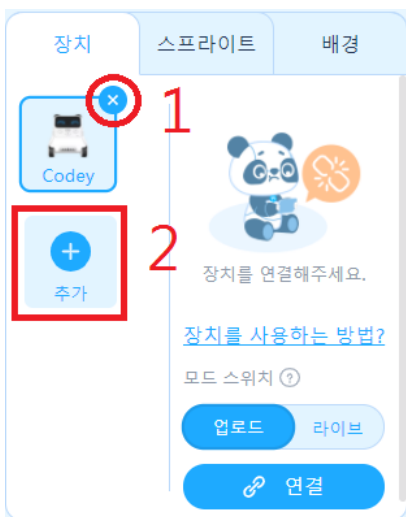 장치 스프라이트 배경
1
Codey
2
추가
장치를 연결해주세요.
장치를 사용하는 방법?
모드 스위치 ?
업로드 라이브
연결